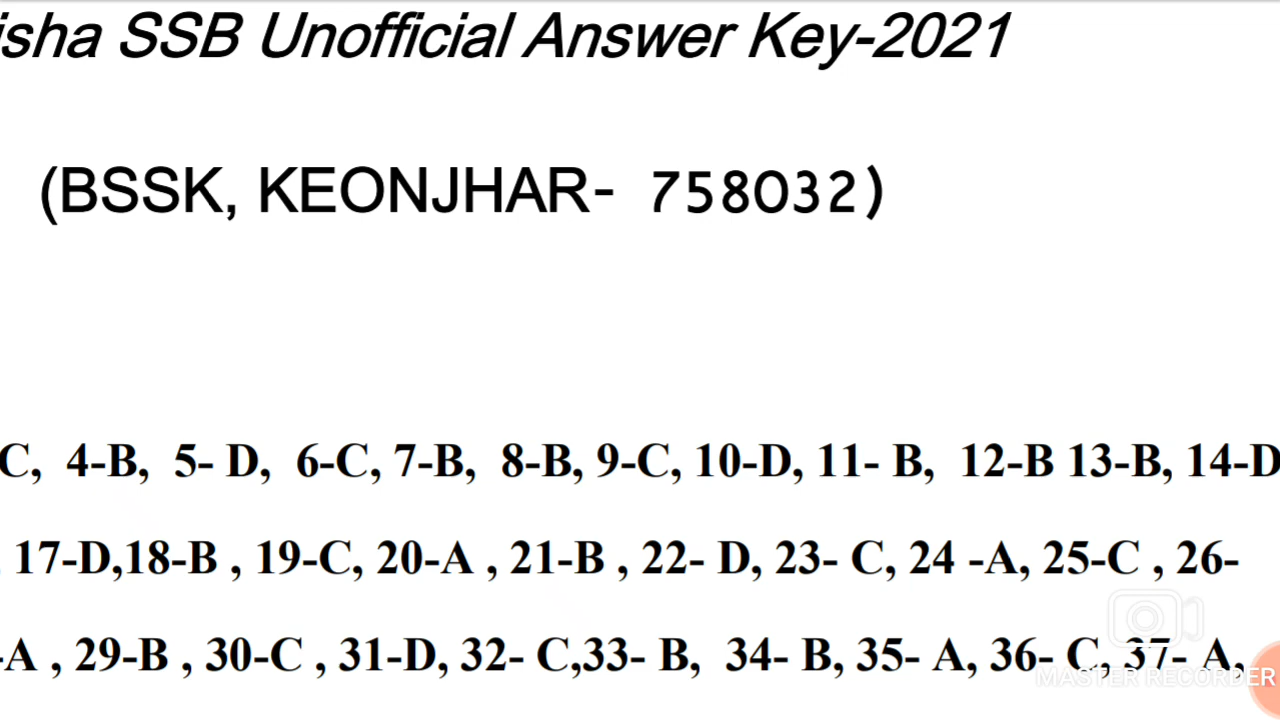 isha SSB Unofficial Answer Key-2021
(BSSK, KEONJHAR- 758032)
C, 4-B, 5- D, 6-C, 7-B, 8-B, 9-C, 10-D, 11- B, 12-B 13-B, 14-D
17-D,18-B , 19-C, 20-A , 21-B , 22- D, 23- C, 24 -A, 25-C , 26-
-A , 29-B , 30-C , 31-D, 32- C,33- B, 34- B, 35- A, 36- C, 37- A,
MASTER RECORDER